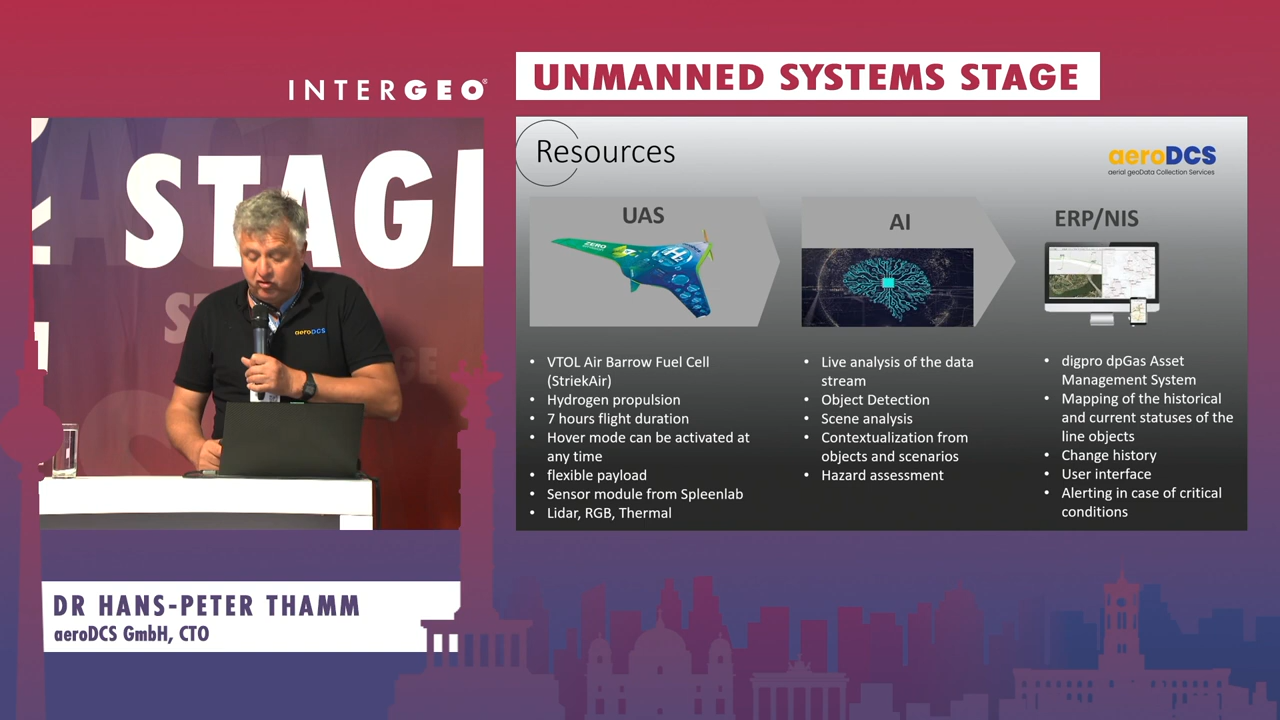 INTERGEO®
UNMANNED SYSTEMS STAGE
STAGE
STAGE
aeroDCS
DR HANS-PETER THAMM
aeroDCS GmbH, CTO
Resources
aeroDCS
aerial geoData Collection Services
UAS
ZERO
H2
• VTOL Air Barrow Fuel Cell
(StriekAir)
• Hydrogen propulsion
• 7 hours flight duration
• Hover mode can be activated at
any time
• flexible payload
• Sensor module from Spleenlab
• Lidar, RGB, Thermal
AI
• Live analysis of the data
stream
• Object Detection
• Scene analysis
• Contextualization from
objects and scenarios
• Hazard assessment
ERP/NIS
• digpro dpGas Asset
Management System
• Mapping of the historical
and current statuses of the
line objects
• Change history
• User interface
• Alerting in case of critical
conditions